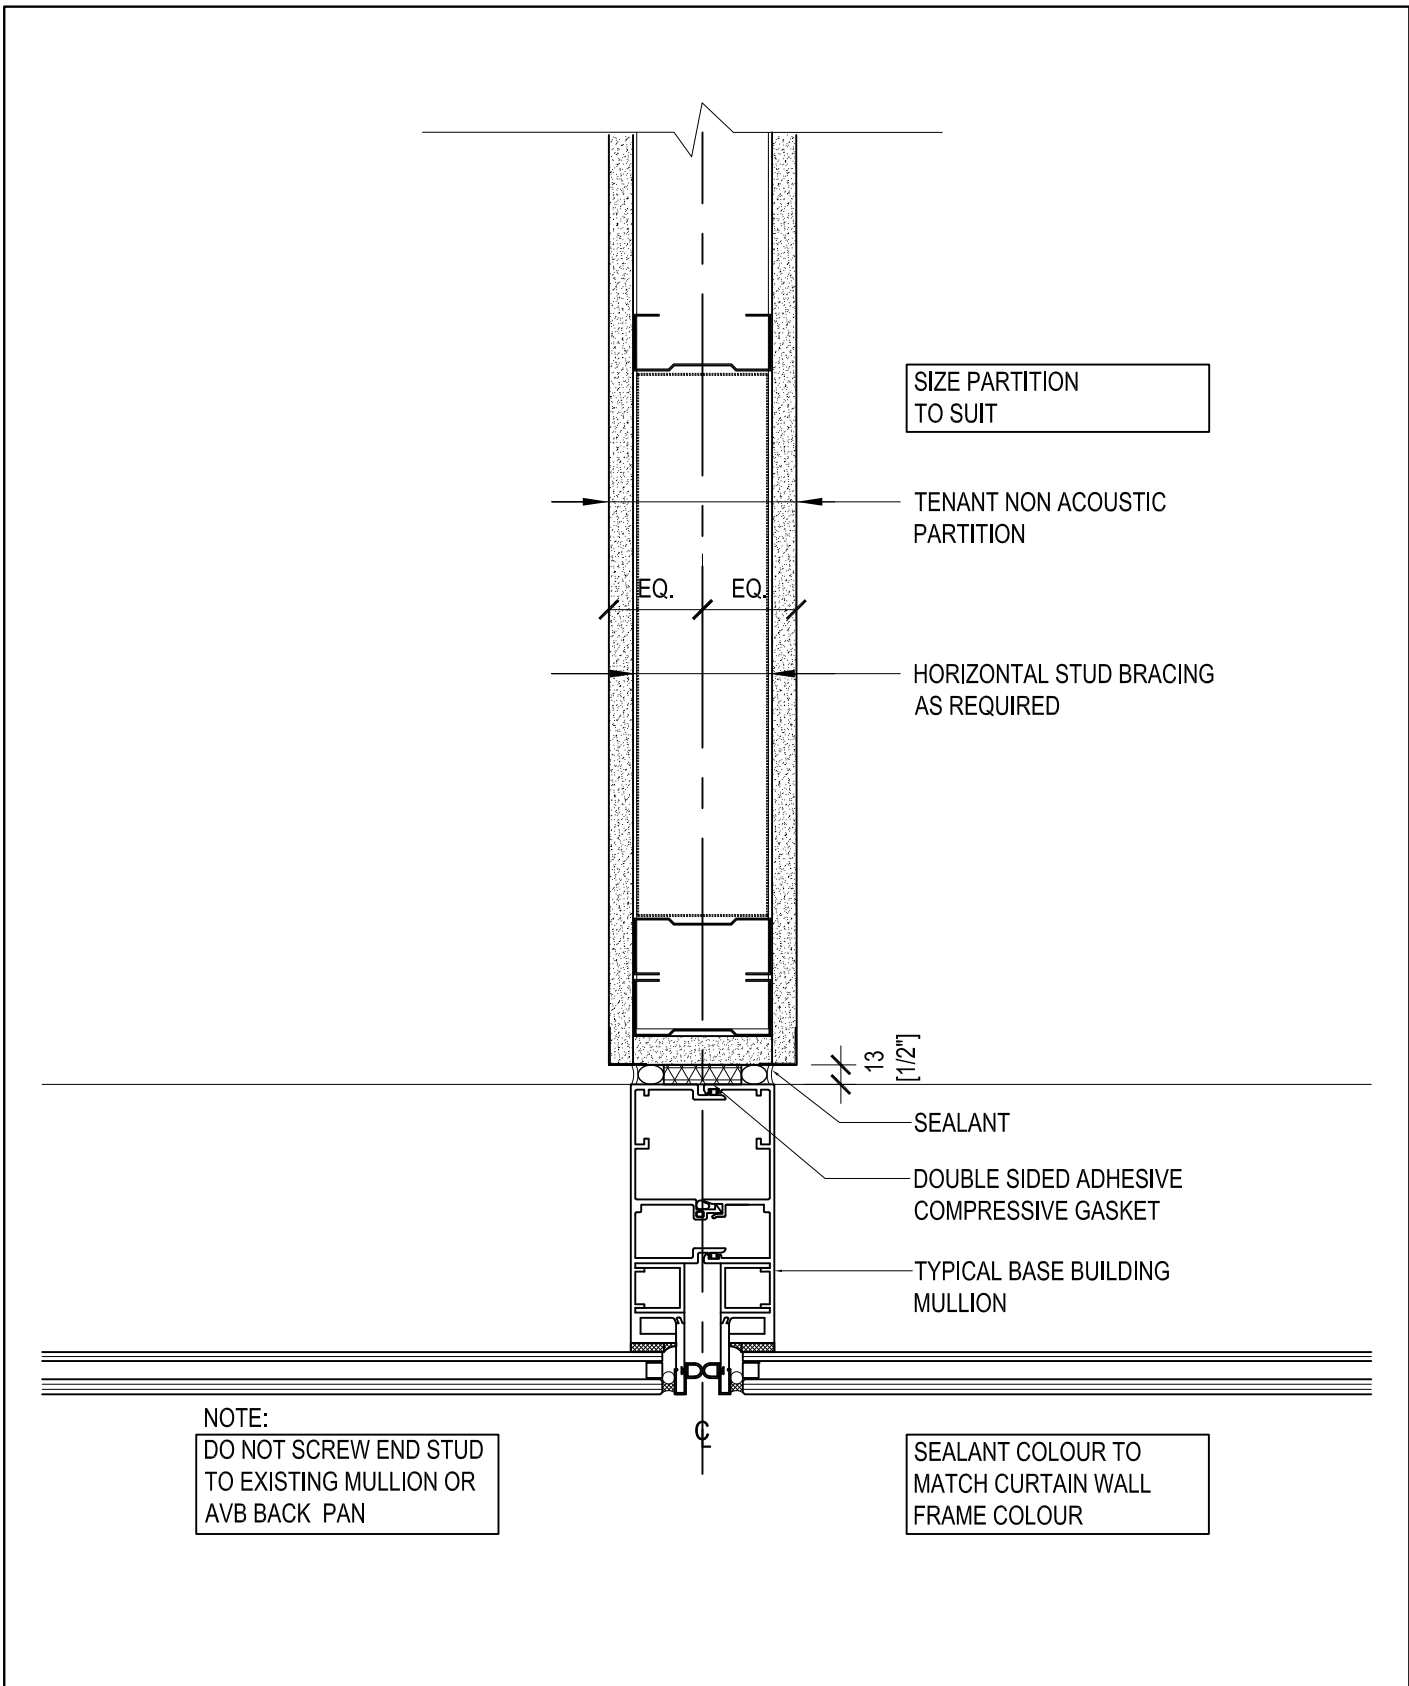 SIZE PARTITION
TO SUIT
TENANT NON ACOUSTIC
PARTITION
EQ.
EQ.
HORIZONTAL STUD BRACING
AS REQUIRED
13
[1/2"]
SEALANT
DOUBLE SIDED ADHESIVE
COMPRESSIVE GASKET
TYPICAL BASE BUILDING
MULLION
NOTE:
DO NOT SCREW END STUD
TO EXISTING MULLION OR
AVB BACK PAN
℄
SEALANT COLOUR TO
MATCH CURTAIN WALL
FRAME COLOUR